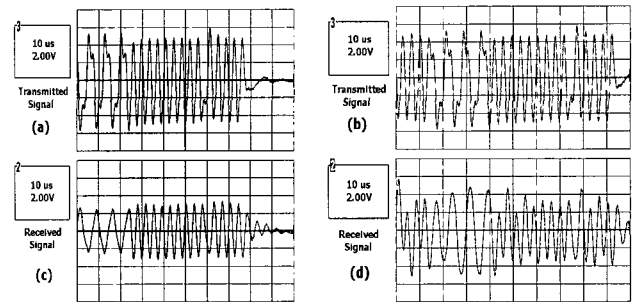 3
10 us
2.00V
Transmitted
Signal
(a)
3
10 us
2.00V
Transmitted
Signal
(b)
2
10 us
2.00V
Received
Signal
(c)
2
10 us
2.00V
Received
Signal
(d)